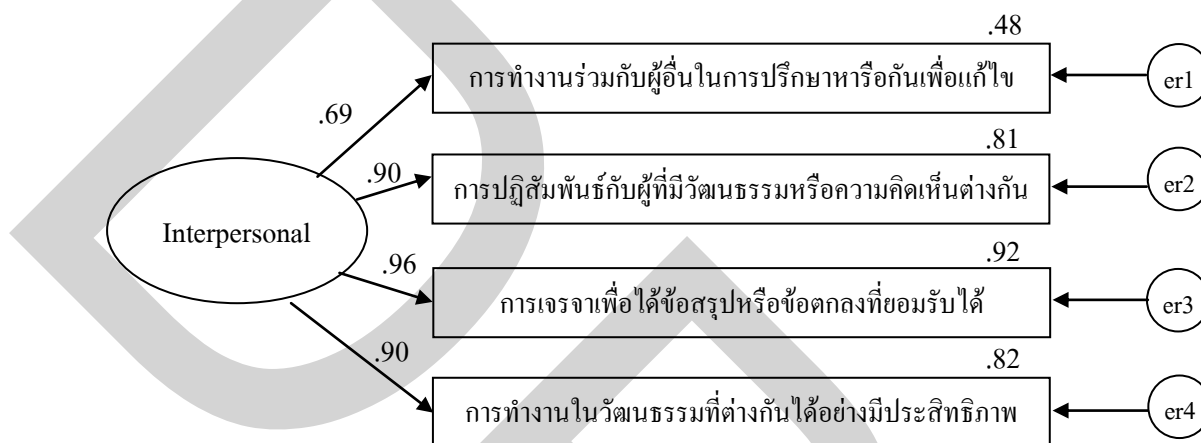 .48
การทำงานร่วมกับผู้อื่นในการปรึกษาหารือกันเพื่อแก้ไข
er1
.69
.81
.90
การปฏิสัมพันธ์กับผู้ที่มีวัฒนธรรมหรือความคิดเห็นต่างกัน
er2
Interpersonal
.92
.96
การเจรจาเพื่อได้ข้อสรุปหรือข้อตกลงที่ยอมรับได้
er3
.90
.82
การทำงานในวัฒนธรรมที่ต่างกันได้อย่างมีประสิทธิภาพ
er4